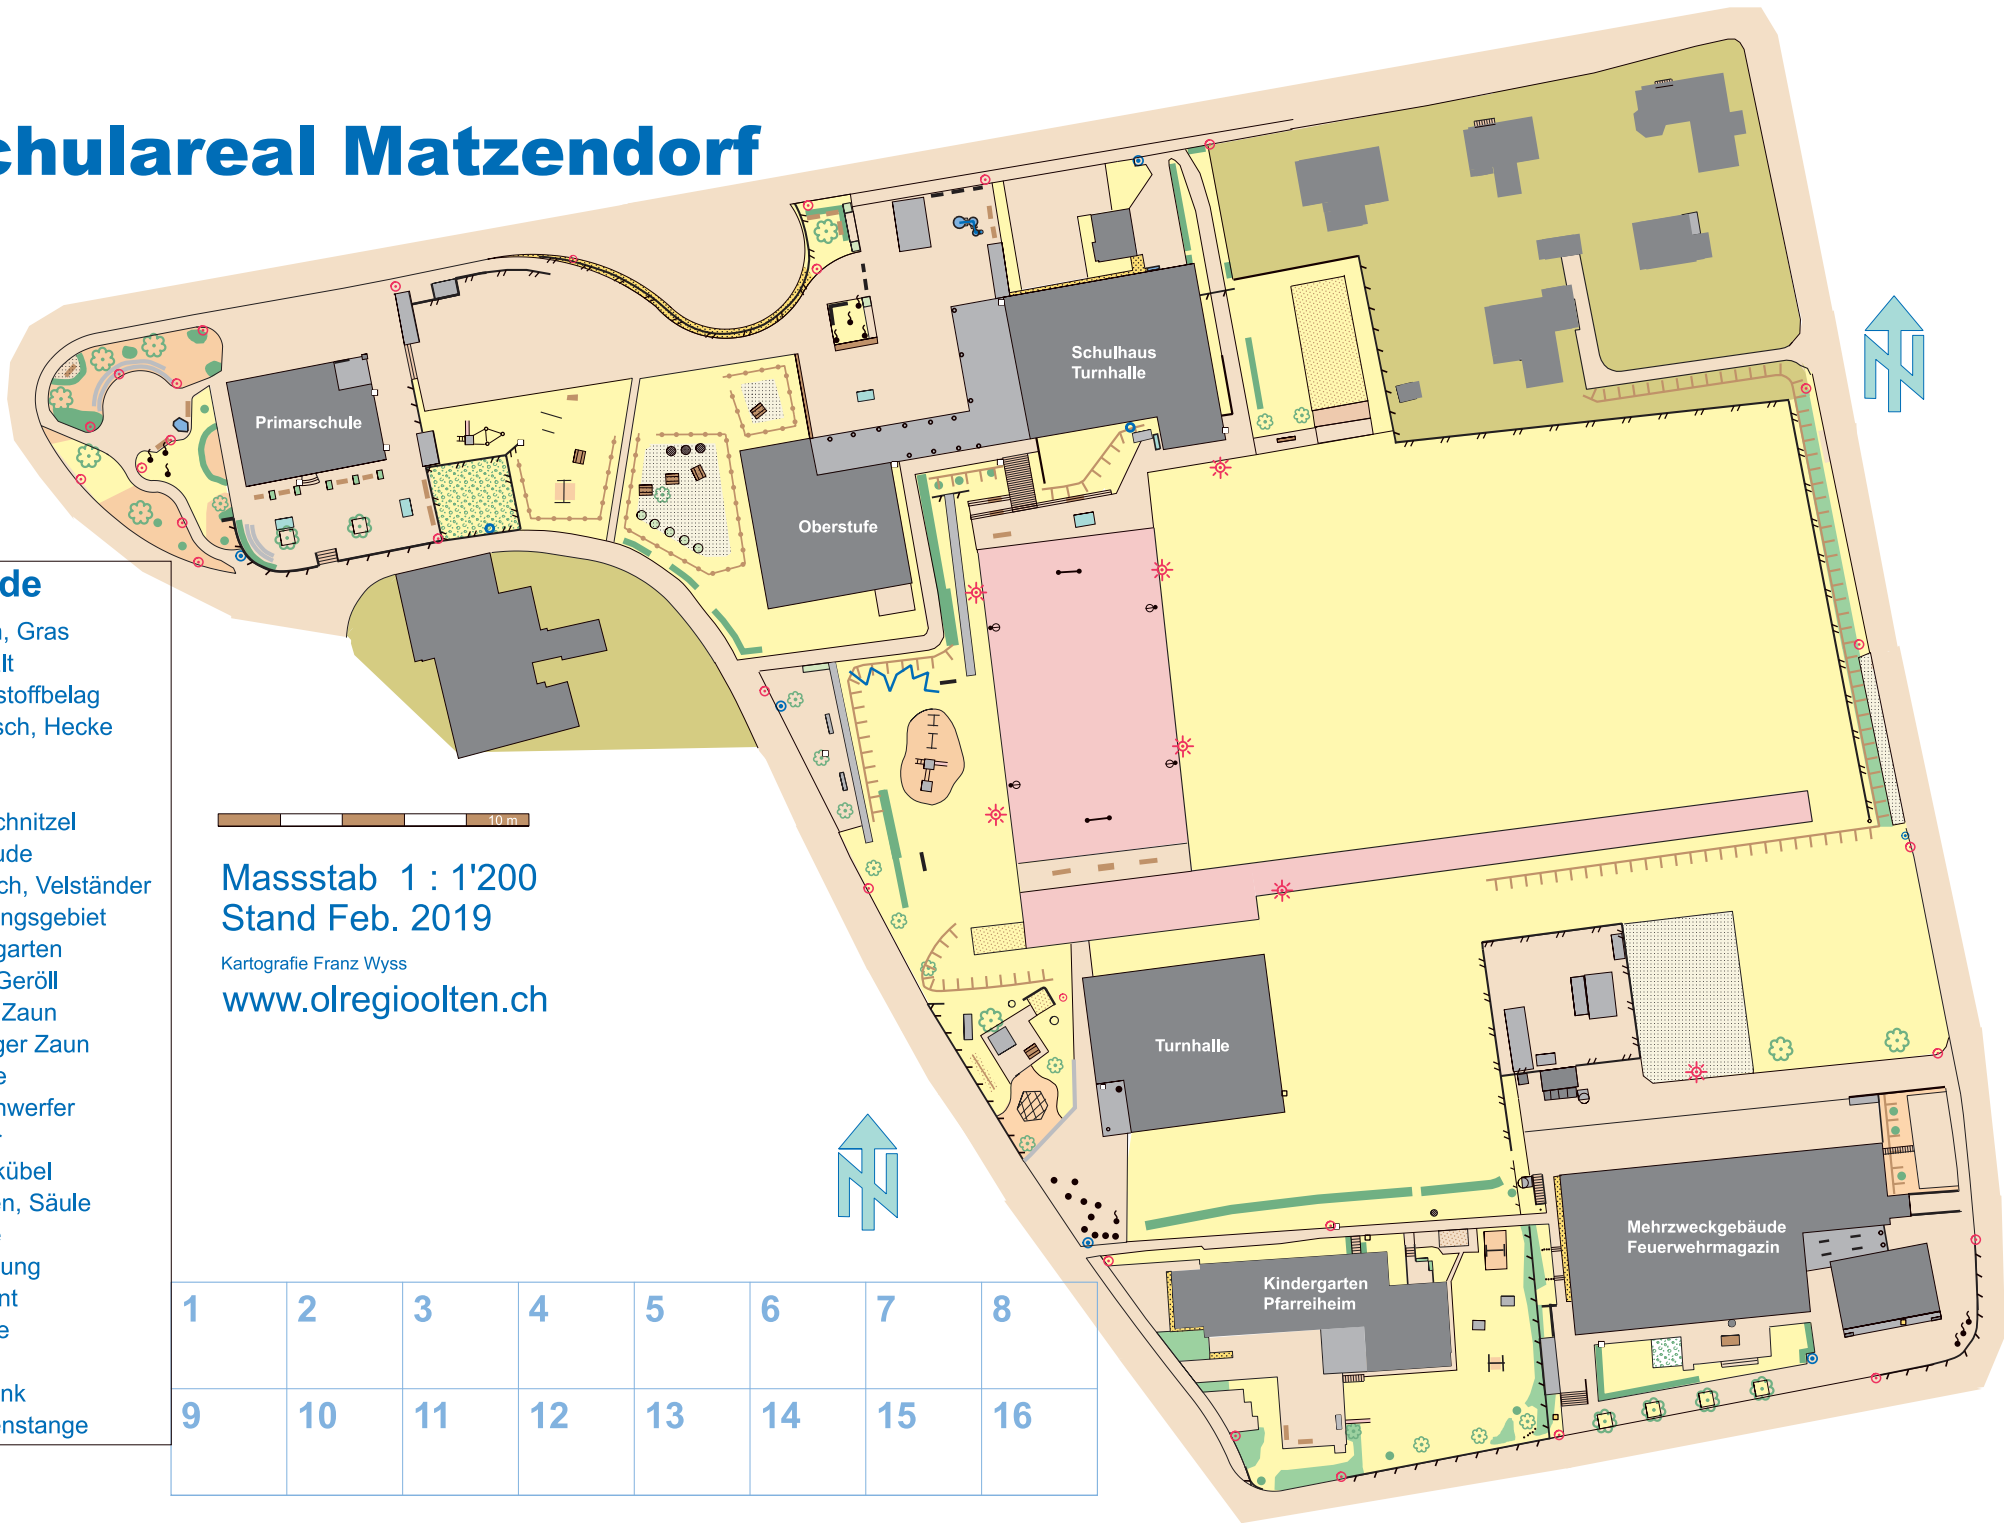 chulareal Matzendorf
Primarschule
Schulhaus
Turnhalle
Oberstufe
de
, Gras
lt
stoffbelag
sch, Hecke
chnitzel
ude
ch, Velständer
ngsgebiet
garten
Geröll
Zaun
ger Zaun
e
nwerfer
kübel
en, Säule
ung
nt
e
nk
enstange
10 m
Massstab 1 : 1'200
Stand Feb. 2019
Kartografie Franz Wyss
www.olregioolten.ch
Turnhalle
Mehrzweckgebäude
Feuerwehrmagazin
Kindergarten
Pfarreiheim
1 2 3 4 5 6 7 8
9 10 11 12 13 14 15 16